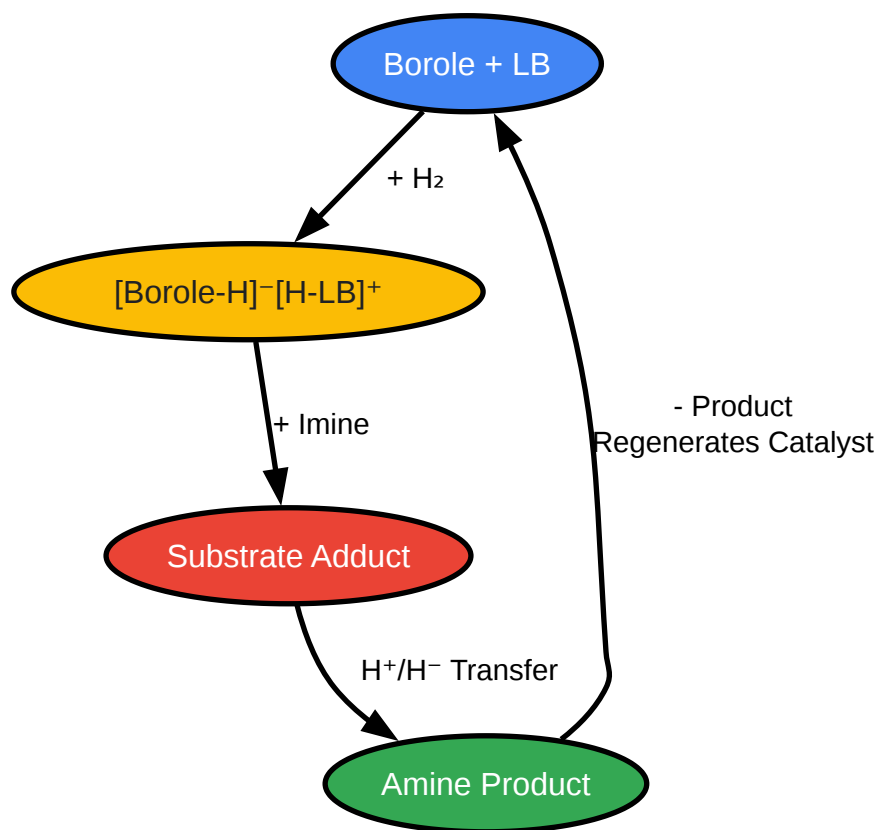 Borole + LB
+ H₂
[Borole-H]⁻[H-LB]⁺
+ Imine
- Product
Regenerates Catalyst
Substrate Adduct
H⁺/H⁻ Transfer
Amine Product